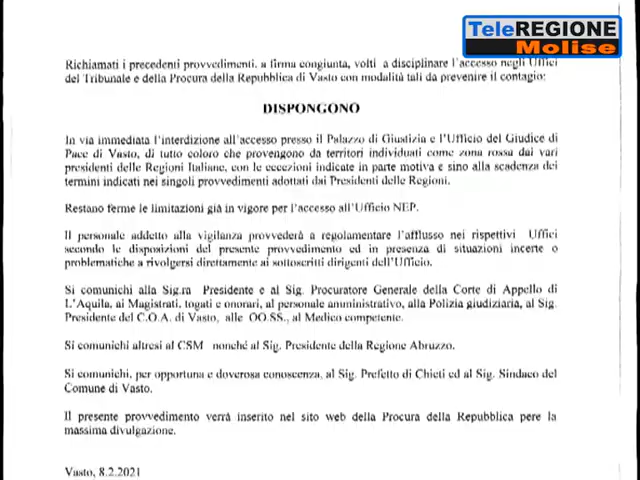 TeleREGIONE
Molise
Richiamati i precedenti provvedimenti, a firma congiunta, volti a disciplinare l'accesso negli Uffici
del Tribunale e della Procura della Repubblica di Vasto con modalità tali da prevenire il contagio:
DISPONGONO
In via immediata l'interdizione all'accesso presso il Palazzo di Giustizia e l'Ufficio del Giudice di
Pace di Vasto, di tutto coloro che provengono da territori individuati come zona rossa dai vari
presidenti delle Regioni Italiane, con le eccezioni indicate in parte motiva e sino alla scadenza dei
termini indicati nei singoli provvedimenti adottati dai Presidenti delle Regioni.
Restano ferme le limitazioni già in vigore per l'accesso all'Ufficio NEP.
Il personale addetto alla vigilanza provvederà a regolamentare l'afflusso nei rispettivi Uffici
secondo le disposizioni del presente provvedimento ed in presenza di situazioni incerte o
problematiche a rivolgersi direttamente ai sottoscritti dirigenti dell'Ufficio.
Si comunichi alla Sig.ra Presidente e al Sig. Procuratore Generale della Corte di Appello di
L'Aquila, ai Magistrati, togati e onorari, al personale amministrativo, alla Polizia giudiziaria, al Sig.
Presidente del C.O.A. di Vasto, alle OO.SS., al Medico competente.
Si comunichi altresì al CSM nonché al Sig. Presidente della Regione Abruzzo.
Si comunichi, per opportuna e doverosa conoscenza, al Sig. Prefetto di Chieti ed al Sig. Sindaco del
Comune di Vasto.
Il presente provvedimento verrà inserito nel sito web della Procura della Repubblica pere la
massima divulgazione.
Vasto, 8.2.2021